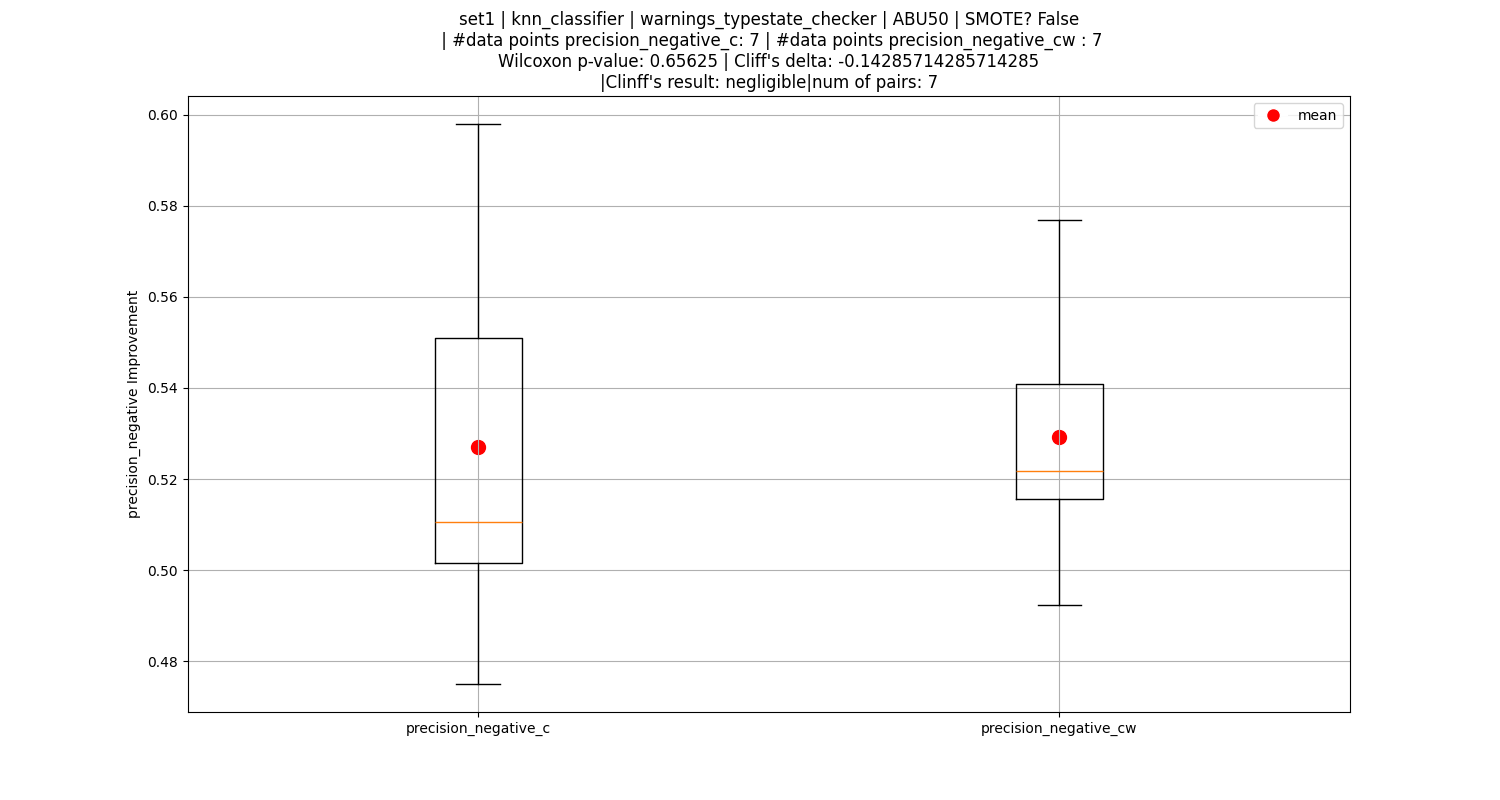 set1 | knn_classifier | warnings_typestate_checker | ABU50 | SMOTE? False
| #data points precision_negative_c: 7 | #data points precision_negative_cw : 7
Wilcoxon p-value: 0.65625 | Cliff's delta: -0.14285714285714285
|Clinff's result: negligible|num of pairs: 7
mean
0.60
0.58
0.56
0.54
0.52
0.50
0.48
precision_negative Improvement
precision_negative_c
precision_negative_cw